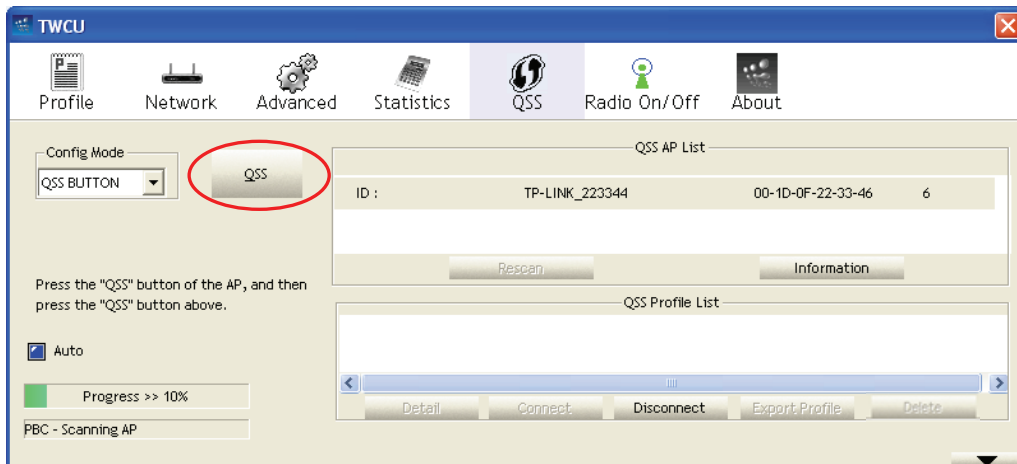 TWCU
Profile Network Advanced Statistics QSS Radio On/Off About
Config Mode
QSS BUTTON
QSS
QSS AP List
ID : TP-LINK_223344 00-1D-0F-22-33-46 6
Rescan Information
Press the "QSS" button of the AP, and then
press the "QSS" button above.
QSS Profile List
Auto
Progress >> 10%
Detail Connect Disconnect Export Profile Delete
PBC - Scanning AP